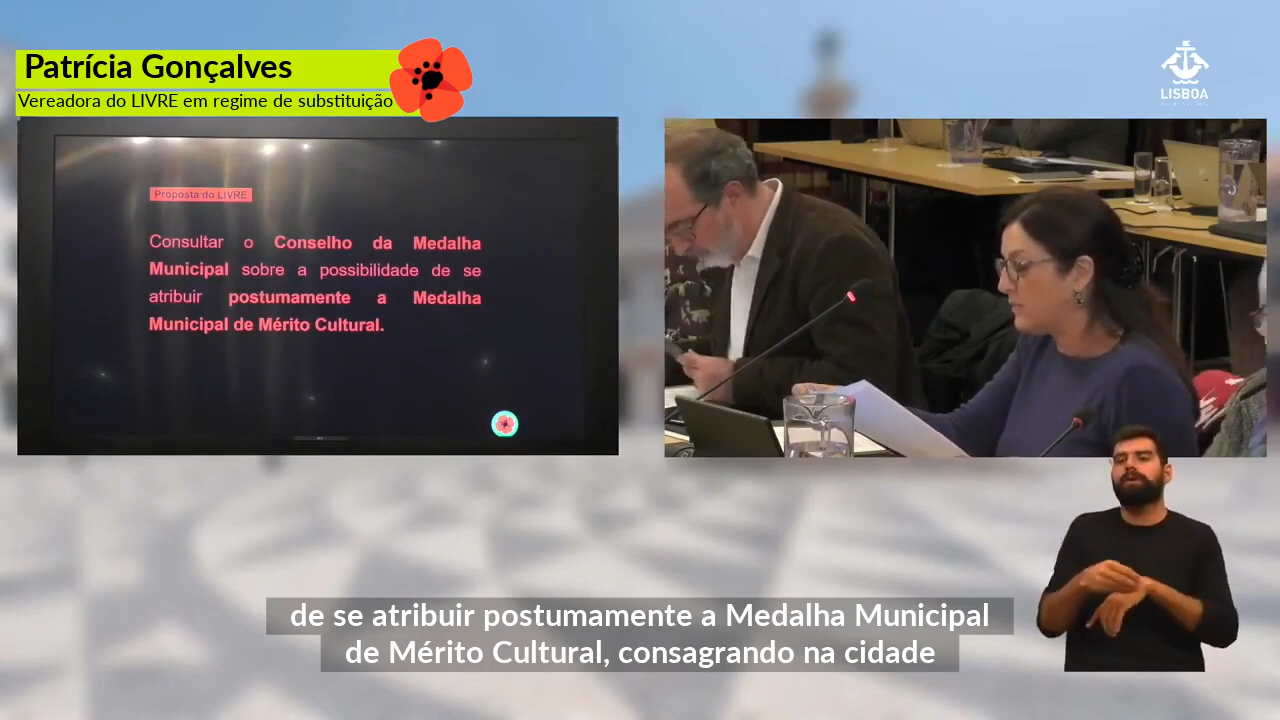 Patrícia Gonçalves
Vereadora do LIVRE em regime de substituição
LISBOA
Proposta do LIVRE
Consultar o Conselho da Medalha
Municipal sobre a possibilidade de se
atribuir postumamente a Medalha
Municipal de Mérito Cultural.
de se atribuir postumamente a Medalha Municipal
de Mérito Cultural, consagrando na cidade